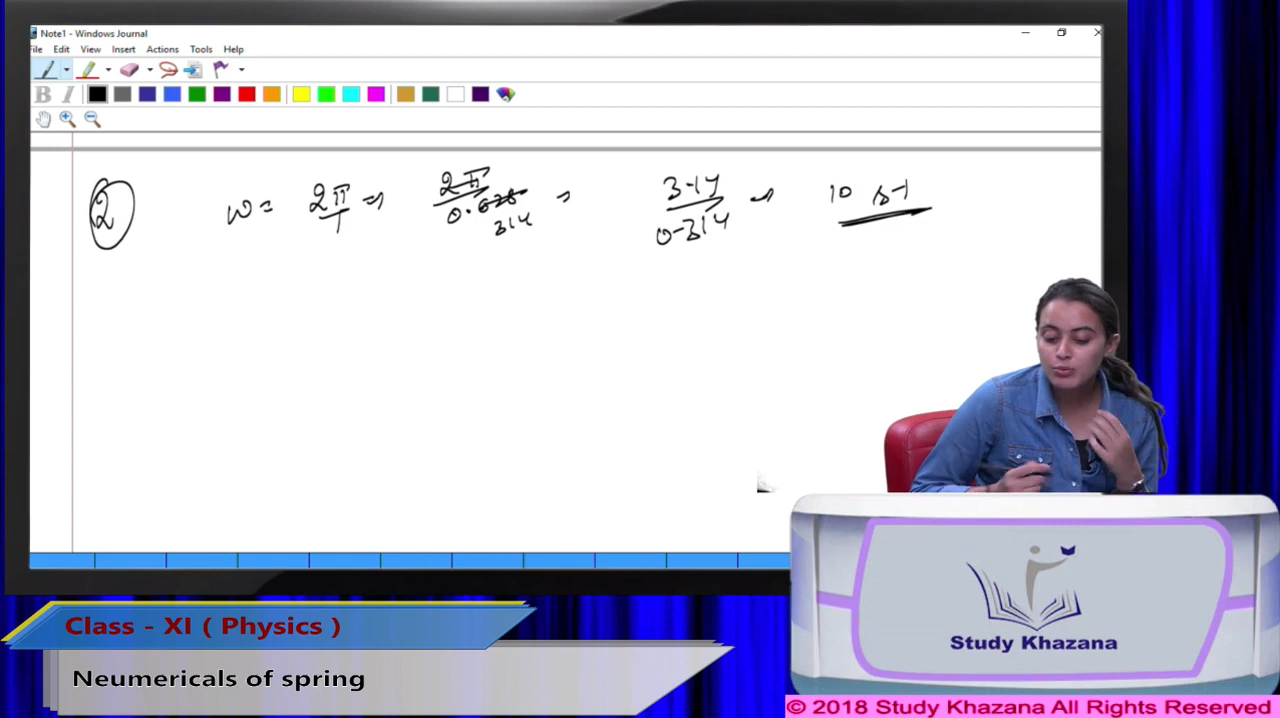 Note1 - Windows Journal
File Edit View Insert Actions Tools Help
B I
2 ω= 2π/T ⇒ 2π/0.628 314 ⇒ 3.14/0.314 ⇒ 10 s-1
Study Khazana
Class - XI ( Physics )
Neumericals of spring
© 2018 Study Khazana All Rights Reserved